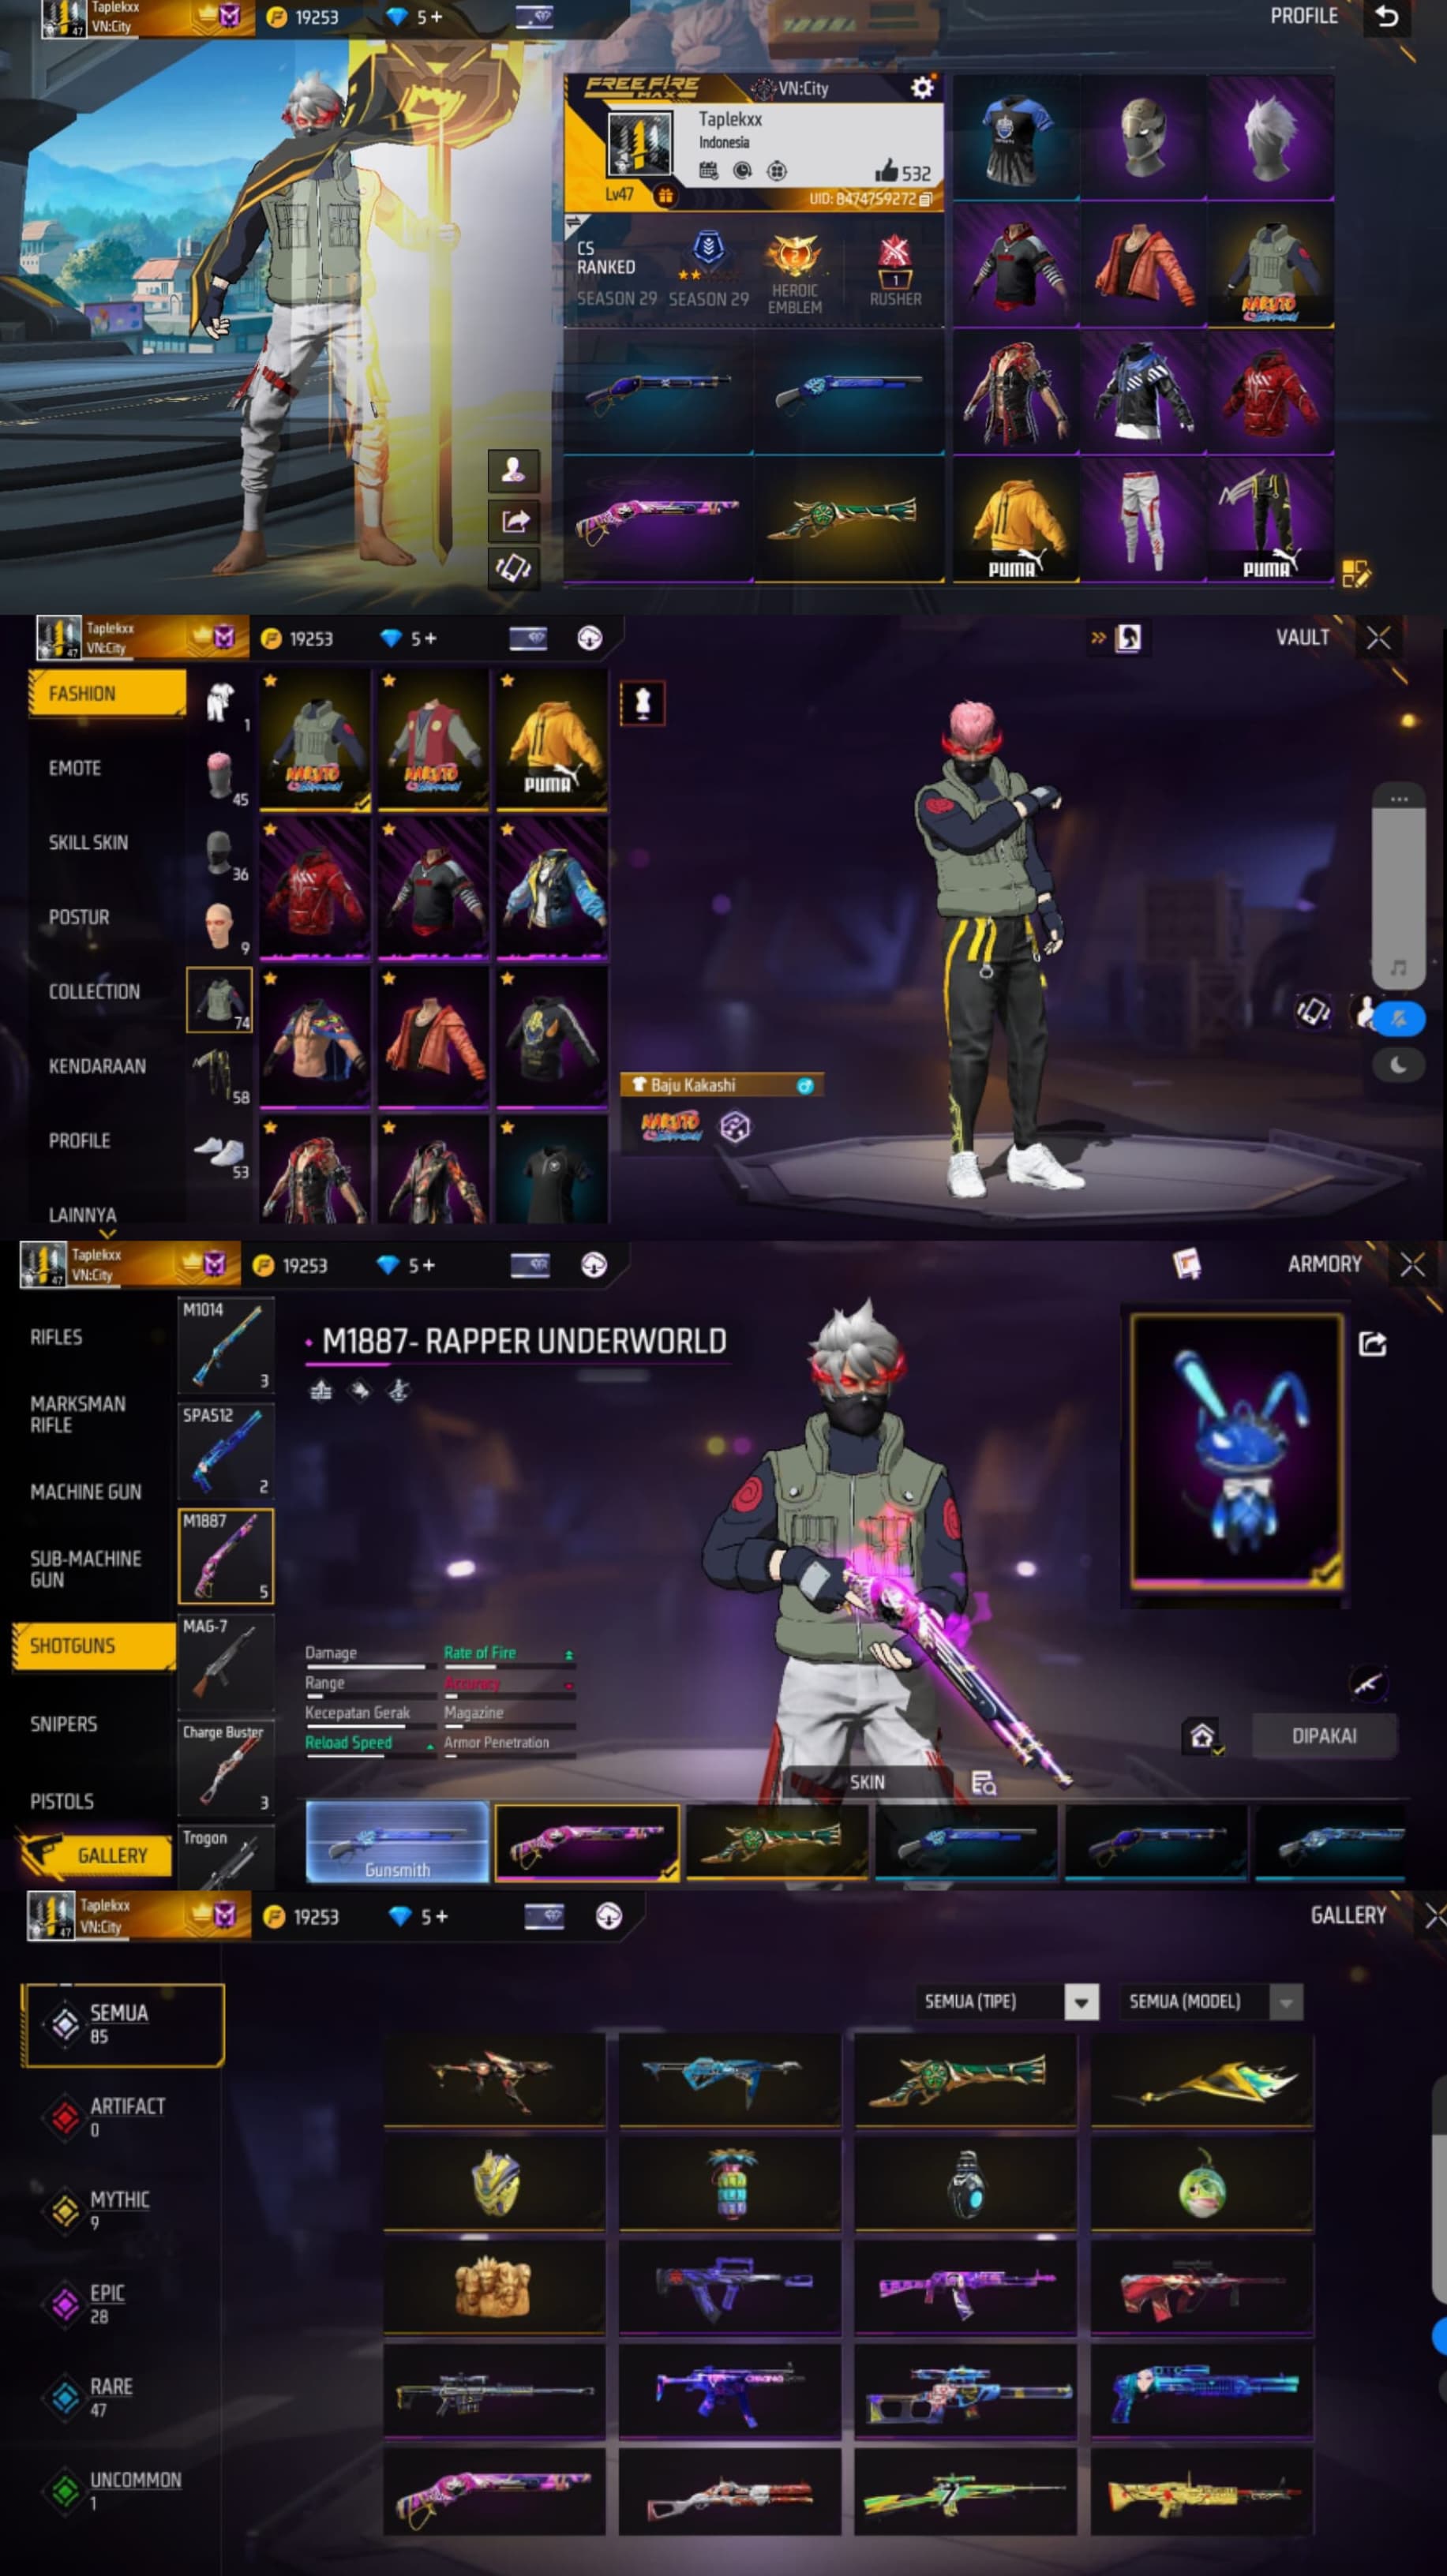 Taplekxx
VN:City
47
19253
5+
PROFILE
FREE FIRE
MAX
VN:City
Taplekxx
Indonesia
532
Lv47
UID: 8474759272
CS
RANKED
SEASON 29
SEASON 29
2
HEROIC
EMBLEM
1
RUSHER
NARUTO
PUMA
PUMA
Taplekxx
VN:City
47
19253
5+
VAULT
FASHION
EMOTE
SKILL SKIN
POSTUR
COLLECTION
KENDARAAN
PROFILE
LAINNYA
1
45
36
9
74
58
53
NARUTO
NARUTO
PUMA
Baju Kakashi
NARUTO
Taplekxx
VN:City
47
19253
5+
ARMORY
RIFLES
MARKSMAN
RIFLE
MACHINE GUN
SUB-MACHINE
GUN
SHOTGUNS
SNIPERS
PISTOLS
GALLERY
M1014
3
SPAS12
2
M1887
5
MAG-7
Charge Buster
3
Trogon
M1887- RAPPER UNDERWORLD
Damage
Rate of Fire
Range
Accuracy
Kecepatan Gerak
Magazine
Reload Speed
Armor Penetration
SKIN
DIPAKAI
Gunsmith
Taplekxx
VN:City
47
19253
5+
GALLERY
SEMUA
85
ARTIFACT
0
MYTHIC
9
EPIC
28
RARE
47
UNCOMMON
1
SEMUA (TIPE)
SEMUA (MODEL)